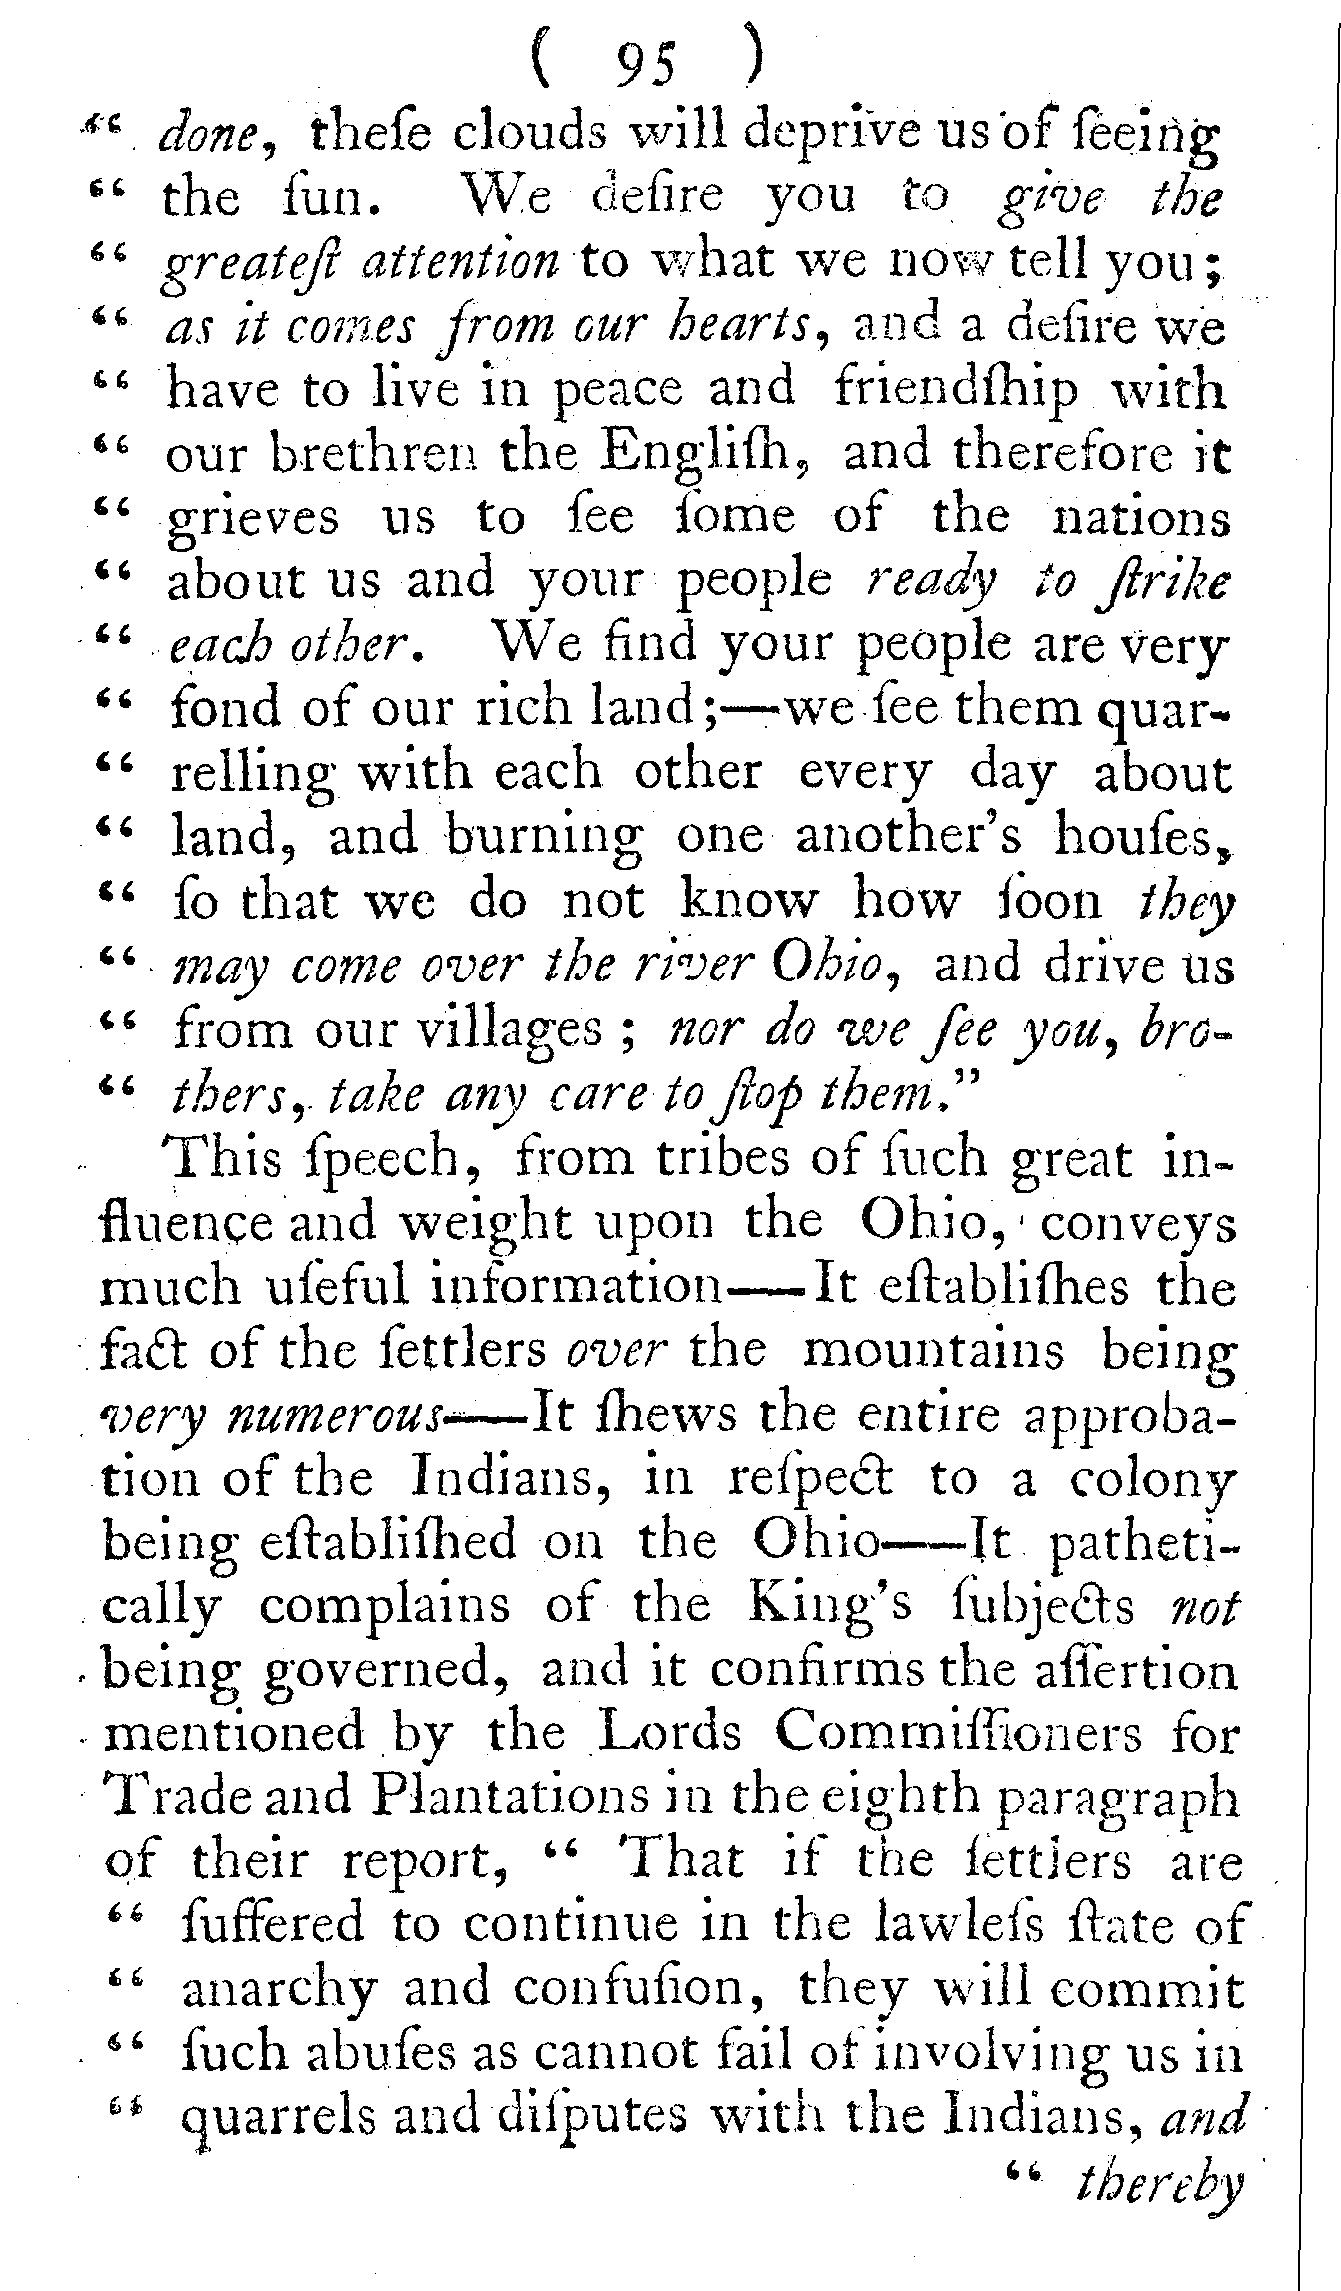 ( 95 )
“ done, theſe clouds will deprive us of ſeeing
“ the ſun. We deſire you to give the
“ greateſt attention to what we now tell you;
“ as it comes from our hearts, and a deſire we
“ have to live in peace and friendſhip with
“ our brethren the Engliſh, and therefore it
“ grieves us to ſee ſome of the nations
“ about us and your people ready to ſtrike
“ each other. We find your people are very
“ fond of our rich land;—we ſee them quar-
“ relling with each other every day about
“ land, and burning one another’s houſes,
“ ſo that we do not know how ſoon they
“ may come over the river Ohio, and drive us
“ from our villages ; nor do we ſee you, bro-
“ thers, take any care to ſtop them.”
This ſpeech, from tribes of ſuch great in-
fluence and weight upon the Ohio, conveys
much uſeful information——It eſtabliſhes the
fact of the ſettlers over the mountains being
very numerous——It ſhews the entire approba-
tion of the Indians, in reſpect to a colony
being eſtabliſhed on the Ohio——It patheti-
cally complains of the King’s ſubjects not
being governed, and it confirms the aſſertion
mentioned by the Lords Commiſſioners for
Trade and Plantations in the eighth paragraph
of their report, “ That if the ſettlers are
“ ſuffered to continue in the lawleſs ſtate of
“ anarchy and confuſion, they will commit
“ ſuch abuſes as cannot fail of involving us in
“ quarrels and diſputes with the Indians, and
“ thereby